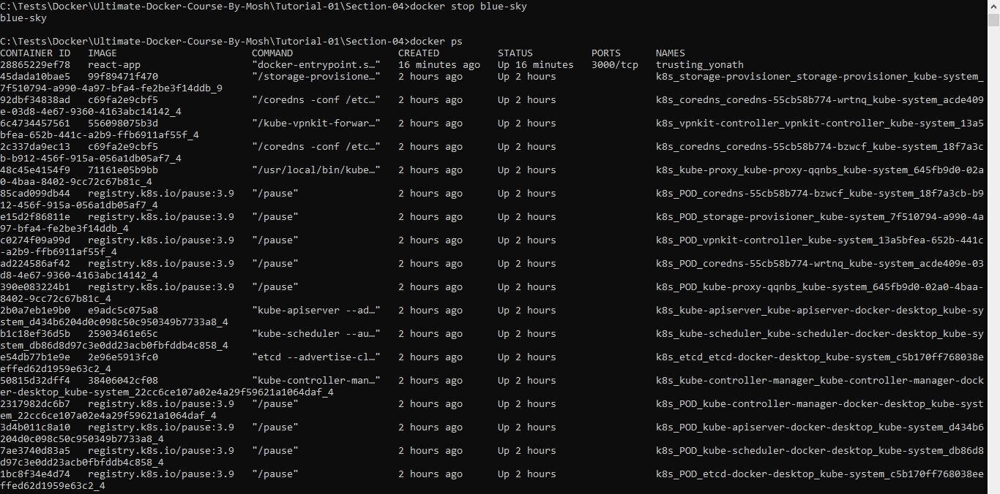 C:\Tests\Docker\Ultimate-Docker-Course-By-Mosh\Tutorial-01\Section-04>docker stop blue-sky
blue-sky
C:\Tests\Docker\Ultimate-Docker-Course-By-Mosh\Tutorial-01\Section-04>docker ps
CONTAINER ID   IMAGE                       COMMAND                  CREATED          STATUS          PORTS      NAMES
28865229ef78   react-app                   "docker-entrypoint.s…"   16 minutes ago   Up 16 minutes   3000/tcp   trusting_yonath
45dada10bae5   99f89471f470                "/storage-provisione…"   2 hours ago      Up 2 hours                 k8s_storage-provisioner_storage-provisioner_kube-system_
7f510794-a990-4a97-bfa4-fe2be3f14ddb_9
92dbf34838ad   c69fa2e9cbf5                "/coredns -conf /etc…"   2 hours ago      Up 2 hours                 k8s_coredns_coredns-55cb58b774-wrtnq_kube-system_acde409
e-03d8-4e67-9360-4163abc14142_4
6c4734457561   556098075b3d                "/kube-vpnkit-forwar…"   2 hours ago      Up 2 hours                 k8s_vpnkit-controller_vpnkit-controller_kube-system_13a5
bfea-652b-441c-a2b9-ffb6911af55f_4
2c337da9ec13   c69fa2e9cbf5                "/coredns -conf /etc…"   2 hours ago      Up 2 hours                 k8s_coredns_coredns-55cb58b774-bzwcf_kube-system_18f7a3c
b-b912-456f-915a-056a1db05af7_4
48c45e4154f9   71161e05b9bb                "/usr/local/bin/kube…"   2 hours ago      Up 2 hours                 k8s_kube-proxy_kube-proxy-qqnbs_kube-system_645fb9d0-02a
0-4baa-8402-9cc72c67b81c_4
85cad099db44   registry.k8s.io/pause:3.9   "/pause"                 2 hours ago      Up 2 hours                 k8s_POD_coredns-55cb58b774-bzwcf_kube-system_18f7a3cb-b9
12-456f-915a-056a1db05af7_4
e15d2f86811e   registry.k8s.io/pause:3.9   "/pause"                 2 hours ago      Up 2 hours                 k8s_POD_storage-provisioner_kube-system_7f510794-a990-4a
97-bfa4-fe2be3f14ddb_4
c0274f09a99d   registry.k8s.io/pause:3.9   "/pause"                 2 hours ago      Up 2 hours                 k8s_POD_vpnkit-controller_kube-system_13a5bfea-652b-441c
-a2b9-ffb6911af55f_4
ad224586af42   registry.k8s.io/pause:3.9   "/pause"                 2 hours ago      Up 2 hours                 k8s_POD_coredns-55cb58b774-wrtnq_kube-system_acde409e-03
d8-4e67-9360-4163abc14142_4
390e083224b1   registry.k8s.io/pause:3.9   "/pause"                 2 hours ago      Up 2 hours                 k8s_POD_kube-proxy-qqnbs_kube-system_645fb9d0-02a0-4baa-
8402-9cc72c67b81c_4
2b0a7eb1e9b0   e9adc5c075a8                "kube-apiserver --ad…"   2 hours ago      Up 2 hours                 k8s_kube-apiserver_kube-apiserver-docker-desktop_kube-sy
stem_d434b6204d0c098c50c950349b7733a8_4
b1c18ef36d5b   25903461e65c                "kube-scheduler --au…"   2 hours ago      Up 2 hours                 k8s_kube-scheduler_kube-scheduler-docker-desktop_kube-sy
stem_db86d8d97c3e0dd23acb0fbfddb4c858_4
e54db77b1e9e   2e96e5913fc0                "etcd --advertise-cl…"   2 hours ago      Up 2 hours                 k8s_etcd_etcd-docker-desktop_kube-system_c5b170ff768038e
effed62d1959e63c2_4
50815d32dff4   38406042cf08                "kube-controller-man…"   2 hours ago      Up 2 hours                 k8s_kube-controller-manager_kube-controller-manager-dock
er-desktop_kube-system_22cc6ce107a02e4a29f59621a1064daf_4
2317982dc6b7   registry.k8s.io/pause:3.9   "/pause"                 2 hours ago      Up 2 hours                 k8s_POD_kube-controller-manager-docker-desktop_kube-syst
em_22cc6ce107a02e4a29f59621a1064daf_4
3d4b011c8a10   registry.k8s.io/pause:3.9   "/pause"                 2 hours ago      Up 2 hours                 k8s_POD_kube-apiserver-docker-desktop_kube-system_d434b6
204d0c098c50c950349b7733a8_4
7ae3740d83a5   registry.k8s.io/pause:3.9   "/pause"                 2 hours ago      Up 2 hours                 k8s_POD_kube-scheduler-docker-desktop_kube-system_db86d8
d97c3e0dd23acb0fbfddb4c858_4
1bc8f34e4d74   registry.k8s.io/pause:3.9   "/pause"                 2 hours ago      Up 2 hours                 k8s_POD_etcd-docker-desktop_kube-system_c5b170ff768038ee
ffed62d1959e63c2_4